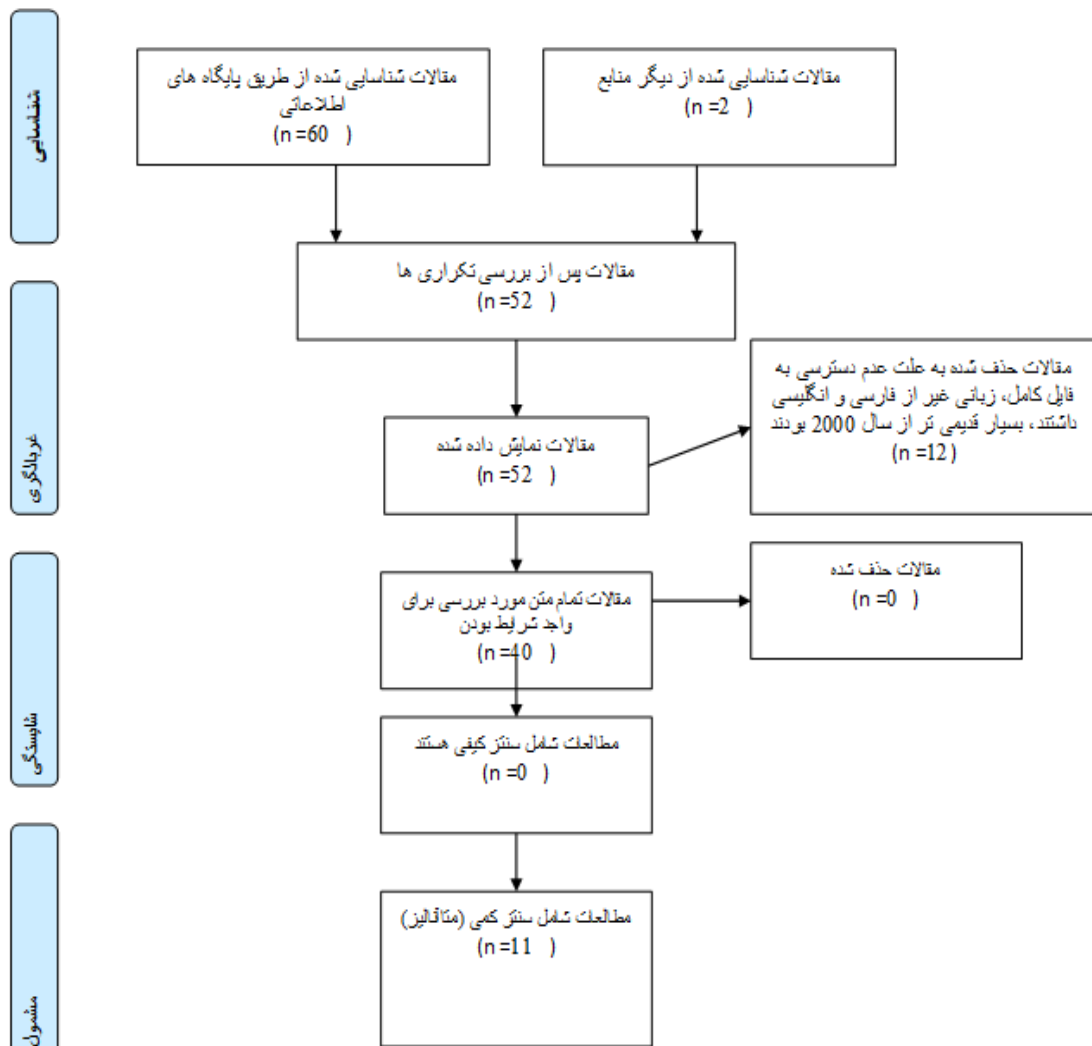 شناسایی
مقالات شناسایی شده از طریق پایگاه های
اطلاعاتی
(n =60   )
مقالات شناسایی شده از دیگر منابع
(n =2   )
مقالات پس از بررسی تکراری ها
(n =52   )
غربالگری
مقالات نمایش داده شده
(n =52   )
مقالات حذف شده به علت عدم دسترسی به
فایل کامل، زبانی غیر از فارسی و انگلیسی
داشتند، بسیار قدیمی تر از سال 2000 بودند
(n =12)
شایستگی
مقالات تمام متن مورد بررسی برای
واجد شرایط بودن
(n =40   )
مقالات حذف شده
(n =0   )
مطالعات شامل سنتز کیفی هستند
(n =0   )
مشمول
مطالعات شامل سنتز کمی (متاآنالیز)
(n =11   )